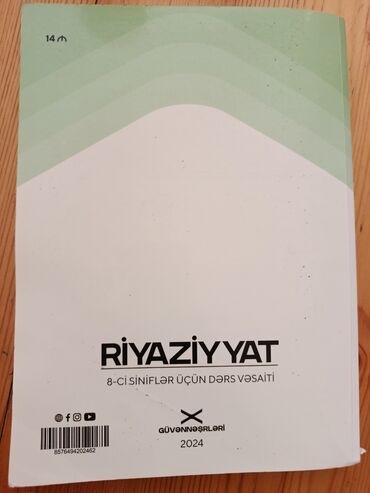 14 ₼
RİYAZİYYAT
8-Cİ SİNİFLƏR ÜÇÜN DƏRS VƏSAİTİ
GÜVƏNNƏŞRLƏRİ
2024
8576494202462